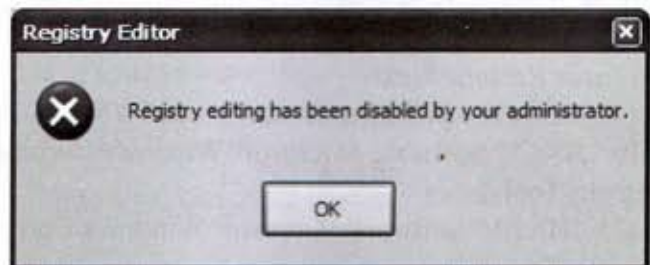 Registry Editor
Registry editing has been disabled by your administrator.
OK